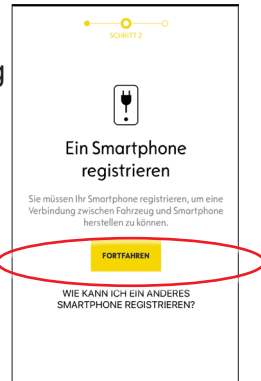 g
SCHRITT 2
Ein Smartphone
registrieren
Sie müssen Ihr Smartphone registrieren, um eine
Verbindung zwischen Fahrzeug und Smartphone
herstellen zu können.
FORTFAHREN
WIE KANN ICH EIN ANDERES
SMARTPHONE REGISTRIEREN?